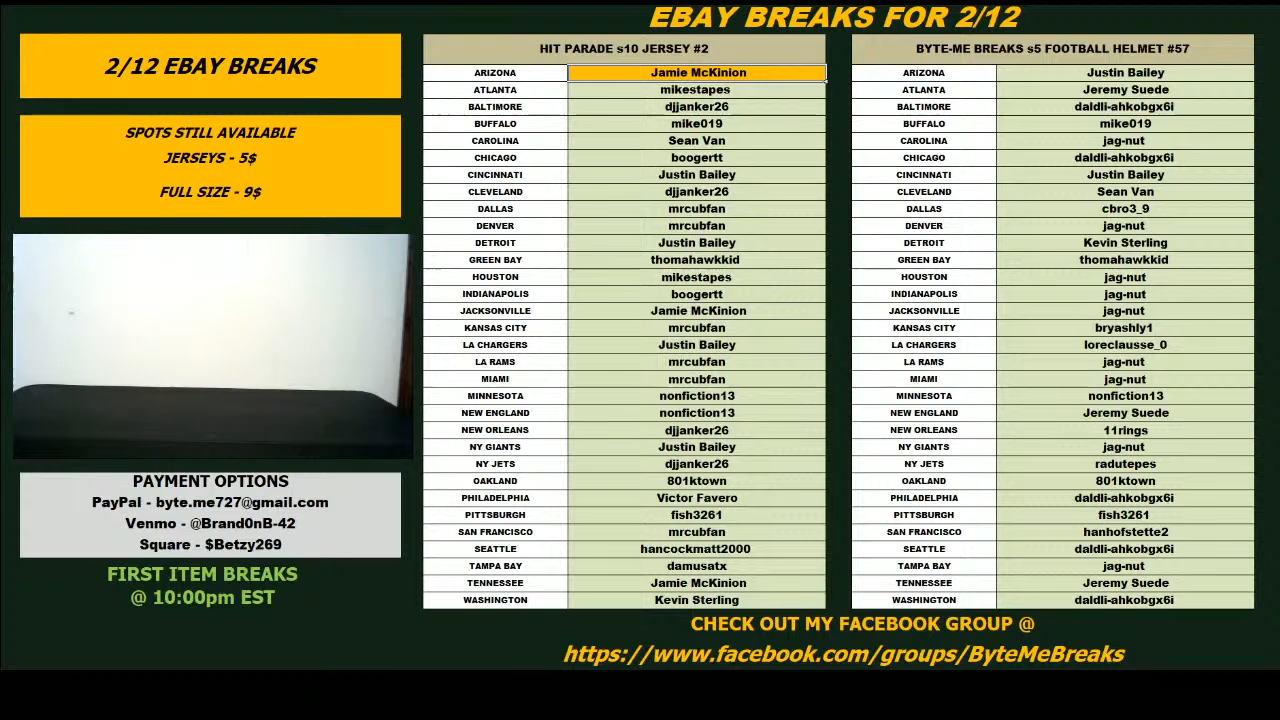 EBAY BREAKS FOR 2/12
2/12 EBAY BREAKS
SPOTS STILL AVAILABLE
JERSEYS - 5$
FULL SIZE - 9$
PAYMENT OPTIONS
PayPal - byte.me727@gmail.com
Venmo - @Brand0nB-42
Square - $Betzy269
FIRST ITEM BREAKS
@ 10:00pm EST
HIT PARADE s10 JERSEY #2
ARIZONA Jamie McKinion
ATLANTA mikestapes
BALTIMORE djjanker26
BUFFALO mike019
CAROLINA Sean Van
CHICAGO boogertt
CINCINNATI Justin Bailey
CLEVELAND djjanker26
DALLAS mrcubfan
DENVER mrcubfan
DETROIT Justin Bailey
GREEN BAY thomahawkkid
HOUSTON mikestapes
INDIANAPOLIS boogertt
JACKSONVILLE Jamie McKinion
KANSAS CITY mrcubfan
LA CHARGERS Justin Bailey
LA RAMS mrcubfan
MIAMI mrcubfan
MINNESOTA nonfiction13
NEW ENGLAND nonfiction13
NEW ORLEANS djjanker26
NY GIANTS Justin Bailey
NY JETS djjanker26
OAKLAND 801ktown
PHILADELPHIA Victor Favero
PITTSBURGH fish3261
SAN FRANCISCO mrcubfan
SEATTLE hancockmatt2000
TAMPA BAY damusatx
TENNESSEE Jamie McKinion
WASHINGTON Kevin Sterling
BYTE-ME BREAKS s5 FOOTBALL HELMET #57
ARIZONA Justin Bailey
ATLANTA Jeremy Suede
BALTIMORE daldli-ahkobgx6i
BUFFALO mike019
CAROLINA jag-nut
CHICAGO daldli-ahkobgx6i
CINCINNATI Justin Bailey
CLEVELAND Sean Van
DALLAS cbro3_9
DENVER jag-nut
DETROIT Kevin Sterling
GREEN BAY thomahawkkid
HOUSTON jag-nut
INDIANAPOLIS jag-nut
JACKSONVILLE jag-nut
KANSAS CITY bryashly1
LA CHARGERS loreclausse_0
LA RAMS jag-nut
MIAMI jag-nut
MINNESOTA nonfiction13
NEW ENGLAND Jeremy Suede
NEW ORLEANS 11rings
NY GIANTS jag-nut
NY JETS radutepes
OAKLAND 801ktown
PHILADELPHIA daldli-ahkobgx6i
PITTSBURGH fish3261
SAN FRANCISCO hanhofstette2
SEATTLE daldli-ahkobgx6i
TAMPA BAY jag-nut
TENNESSEE Jeremy Suede
WASHINGTON daldli-ahkobgx6i
CHECK OUT MY FACEBOOK GROUP @
https://www.facebook.com/groups/ByteMeBreaks